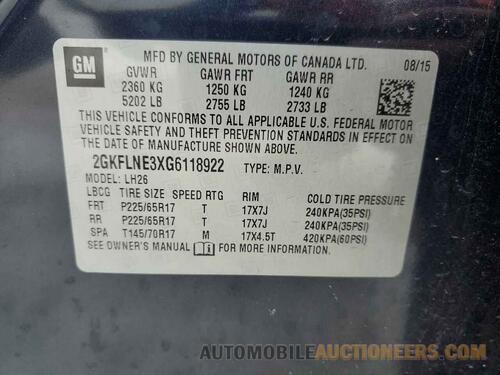 GM
MFD BY GENERAL MOTORS OF CANADA LTD. 08/15
GVWR GAWR FRT GAWR RR
2360 KG 1250 KG 1240 KG
5202 LB 2755 LB 2733 LB
THIS VEHICLE CONFORMS TO ALL APPLICABLE U.S. FEDERAL MOTOR
VEHICLE SAFETY AND THEFT PREVENTION STANDARDS IN EFFECT ON
THE DATE OF MANUFACTURE SHOWN ABOVE.
2GKFLNE3XG6118922 TYPE: M.P.V.
LH26
LBCG TIRE SIZE SPEED RTG RIM COLD TIRE PRESSURE
FRT P225/65R17 T 17X7J 240KPA(35PSI)
RR P225/65R17 T 17X7J 240KPA(35PSI)
SPA T145/70R17 M 17X4.5T 420KPA(60PSI)
SEE OWNER'S MANUAL FOR MORE INFORMATION
AUTOMOBILEAUCTIONS.COM